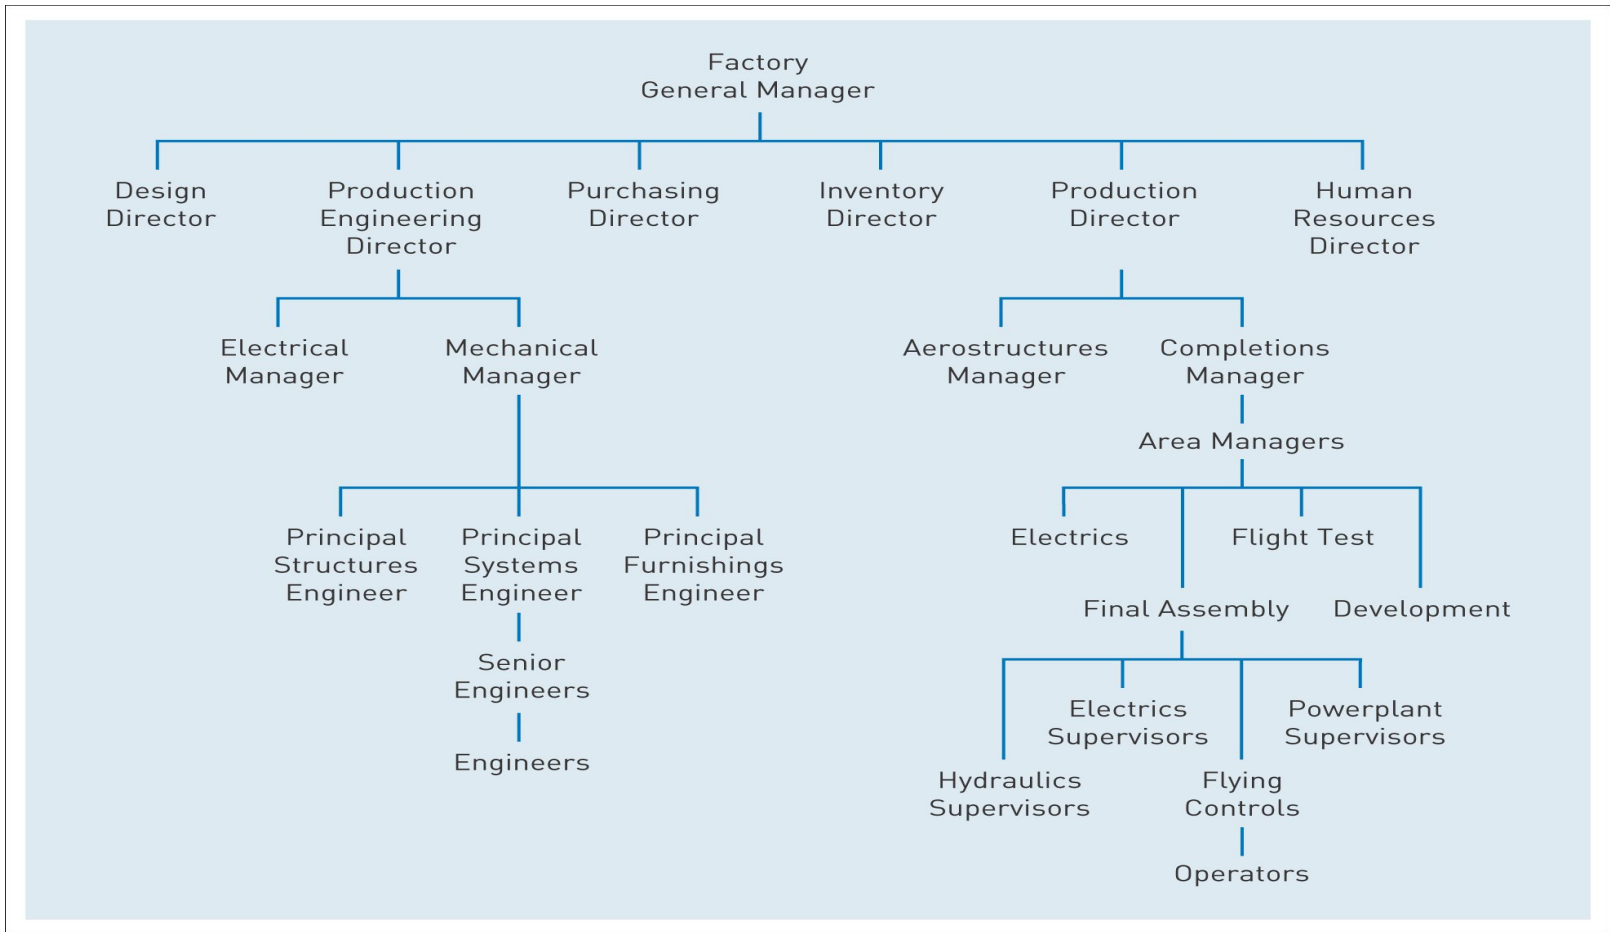 Factory
General Manager
Design
Director
Production
Engineering
Director
Purchasing
Director
Inventory
Director
Production
Director
Human
Resources
Director
Electrical
Manager
Mechanical
Manager
Aerostructures
Manager
Completions
Manager
Area Managers
Electrics
Flight Test
Final Assembly
Development
Principal
Structures
Engineer
Principal
Systems
Engineer
Principal
Furnishings
Engineer
Senior
Engineers
Engineers
Electrics
Supervisors
Powerplant
Supervisors
Hydraulics
Supervisors
Flying
Controls
Operators